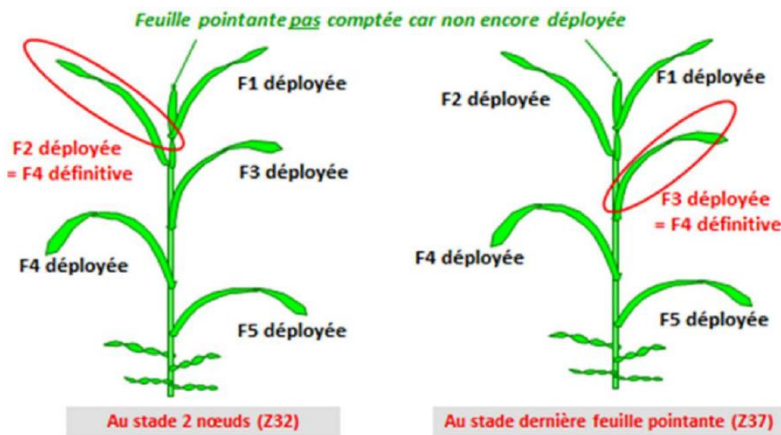 Feuille pointante pas comptée car non encore déployée
F1 déployée
F2 déployée
= F4 définitive
F3 déployée
F4 déployée
F5 déployée
Au stade 2 nœuds (Z32)
F1 déployée
F2 déployée
F3 déployée
= F4 définitive
F4 déployée
F5 déployée
Au stade dernière feuille pointante (Z37)